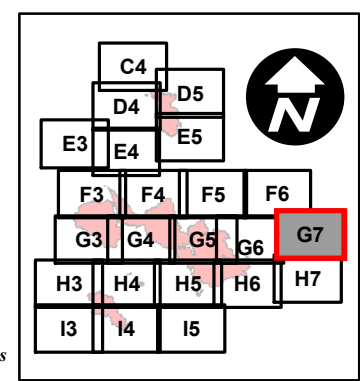 C4
D4 D5
E3 E4 E5
F3 F4 F5 F6
G3 G4 G5 G6 G7
H3 H4 H5 H6 H7
I3 I4 I5
N
s